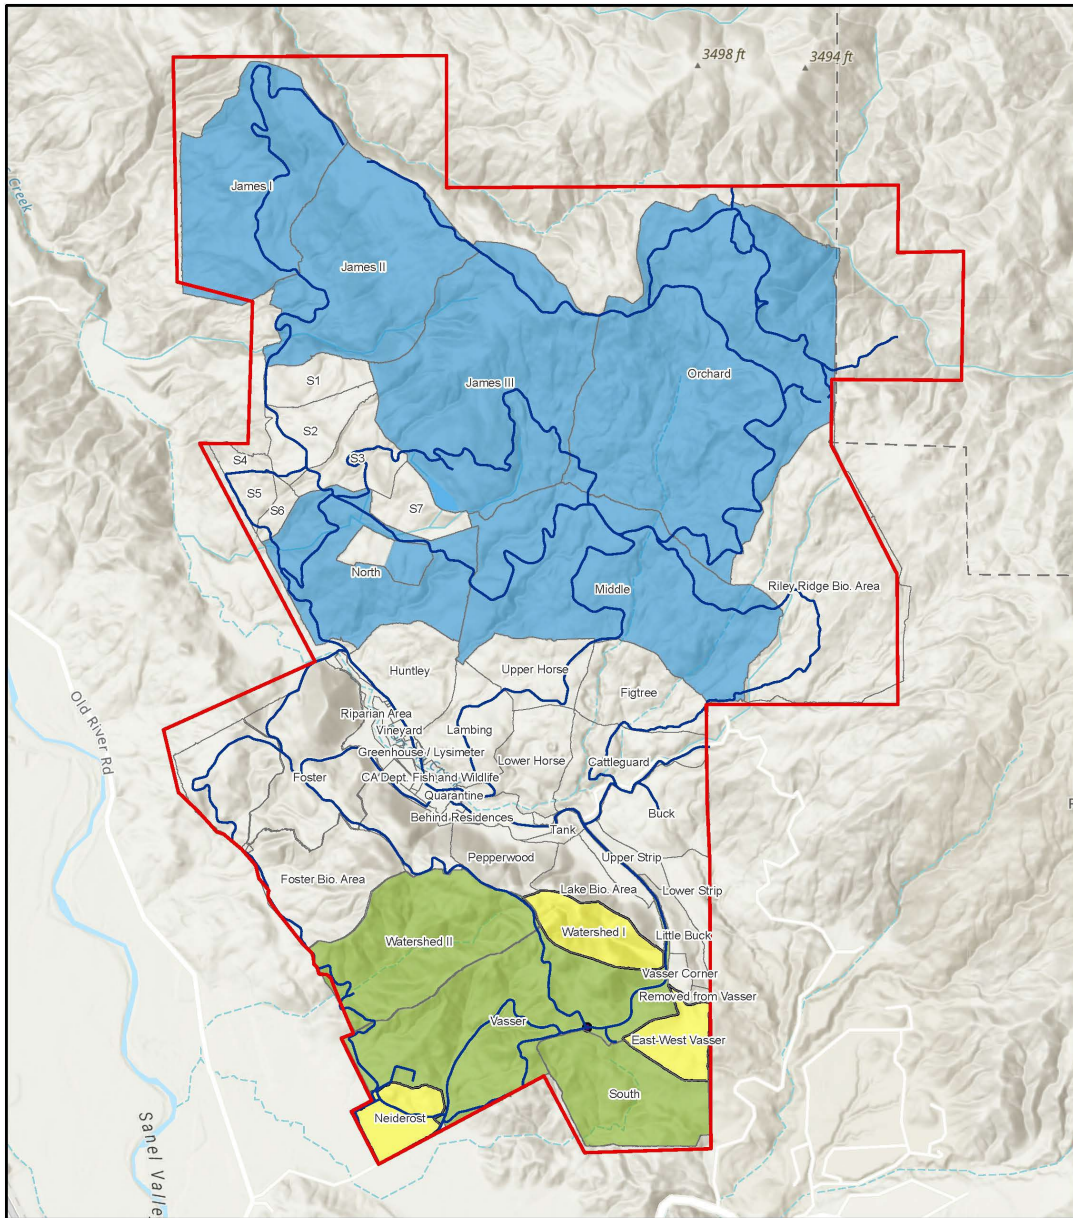 3498 ft
3494 ft
Creek
James I
James II
James III
Orchard
S1
S2
S3
S4
S5
S6
S7
North
Middle
Riley Ridge Bio. Area
Huntley
Upper Horse
Figtree
Old River Rd
Riparian Area
Vineyard
Lambing
Greenhouse / Lysimeter
Lower Horse
Cattleguard
Foster
CA Dept. Fish and Wildlife
Quarantine
Behind Residences
Buck
Tank
Pepperwood
Upper Strip
Foster Bio. Area
Lake Bio. Area
Lower Strip
Watershed I
Watershed II
Little Buck
Vasser Corner
Removed from Vasser
Vasser
East-West Vasser
South
Neiderost
Sanel Valle